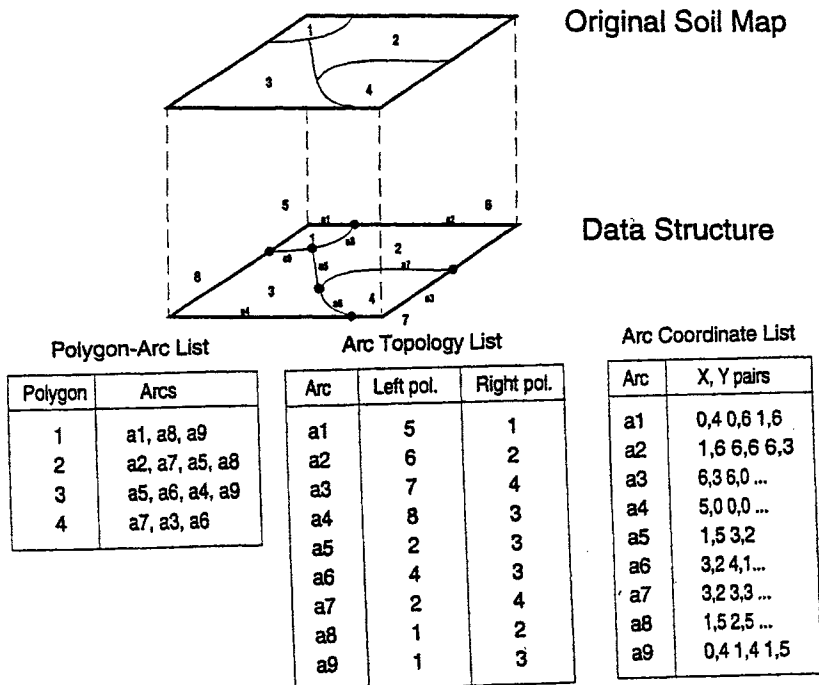 Original Soil Map
1
2
3
4
5
6
a1
a2
Data Structure
1
a8
2
a9
a5
a7
8
3
4
a3
a6
a4
7
Polygon-Arc List
Polygon Arcs
1 a1, a8, a9
2 a2, a7, a5, a8
3 a5, a6, a4, a9
4 a7, a3, a6
Arc Topology List
Arc Left pol. Right pol.
a1 5 1
a2 6 2
a3 7 4
a4 8 3
a5 2 3
a6 4 3
a7 2 4
a8 1 2
a9 1 3
Arc Coordinate List
Arc X, Y pairs
a1 0,4 0,6 1,6
a2 1,6 6,6 6,3
a3 6,3 6,0 ...
a4 5,0 0,0 ...
a5 1,5 3,2
a6 3,2 4,1...
a7 3,2 3,3 ...
a8 1,5 2,5 ...
a9 0,4 1,4 1,5